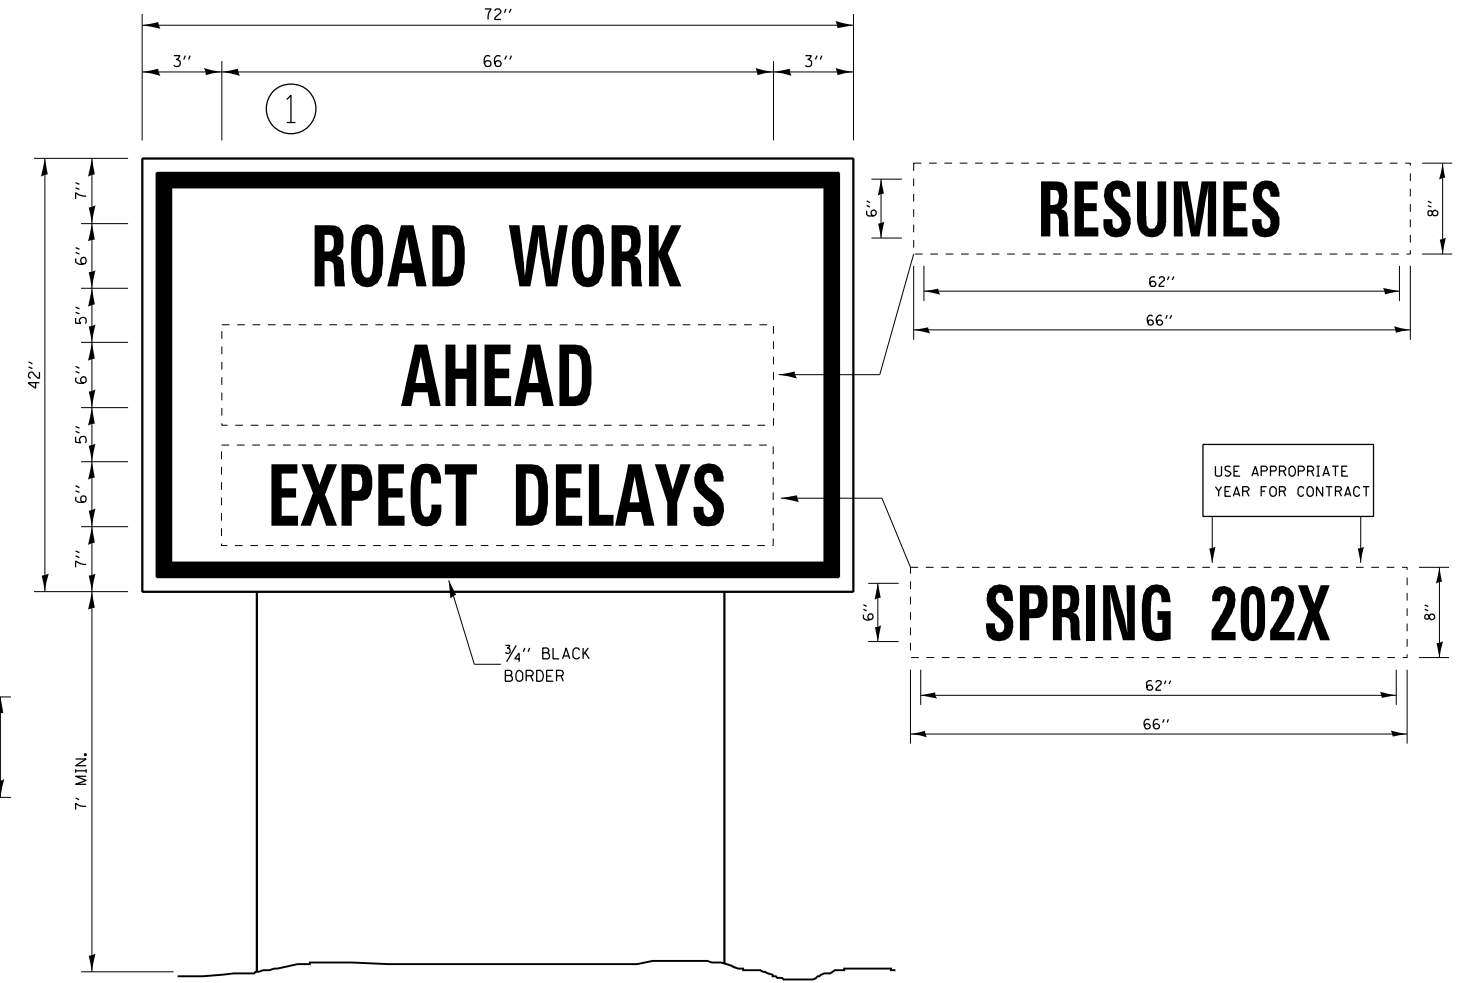 72''
3'' 66'' 3''
1
7''
6''
5''
6''
5''
6''
7''
42''
7' MIN.
ROAD WORK
AHEAD
EXPECT DELAYS
3/4'' BLACK
BORDER
RESUMES
6''
8''
62''
66''
USE APPROPRIATE
YEAR FOR CONTRACT
SPRING 202X
6''
8''
62''
66''